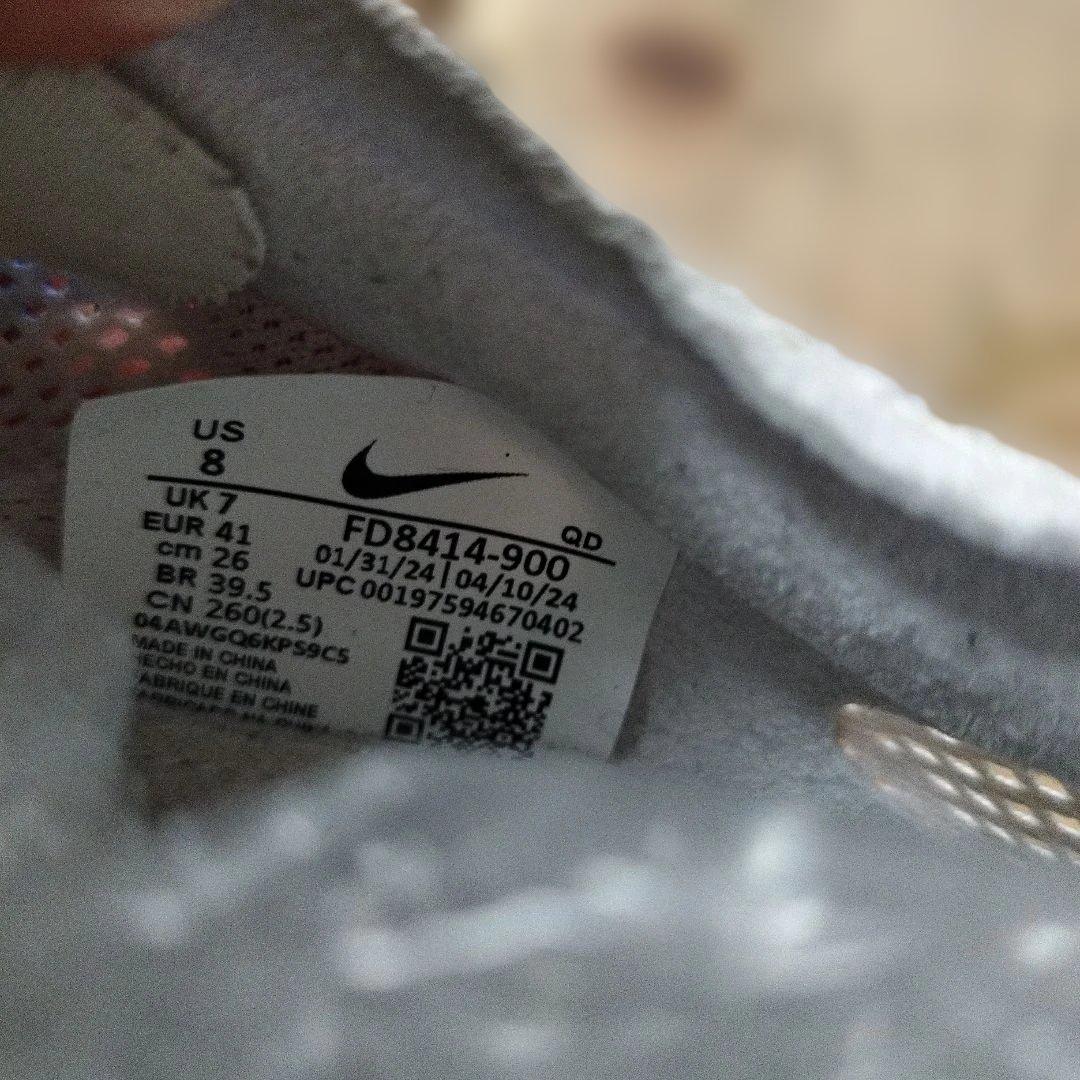 US
8
UK 7
EUR 41
cm 26
BR 39.5
CN 260(2.5)
04AWGQ6KPS9C5
MADE IN CHINA
HECHO EN CHINA
FABRIQUE EN CHINE
QD
FD8414-900
01/31/24 | 04/10/24
UPC 00197594670402